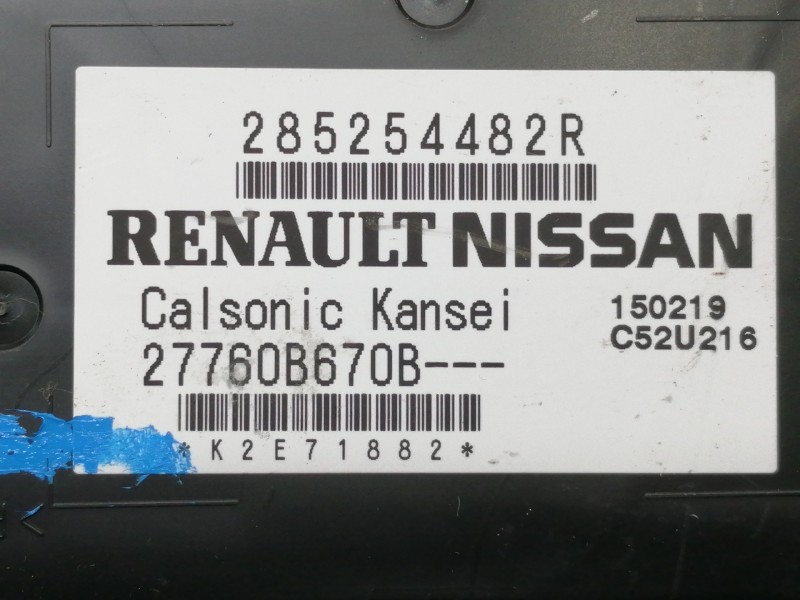 285254482R
RENAULT NISSAN
Calsonic Kansei
150219
C52U216
27760B670B---
*K2E71882*